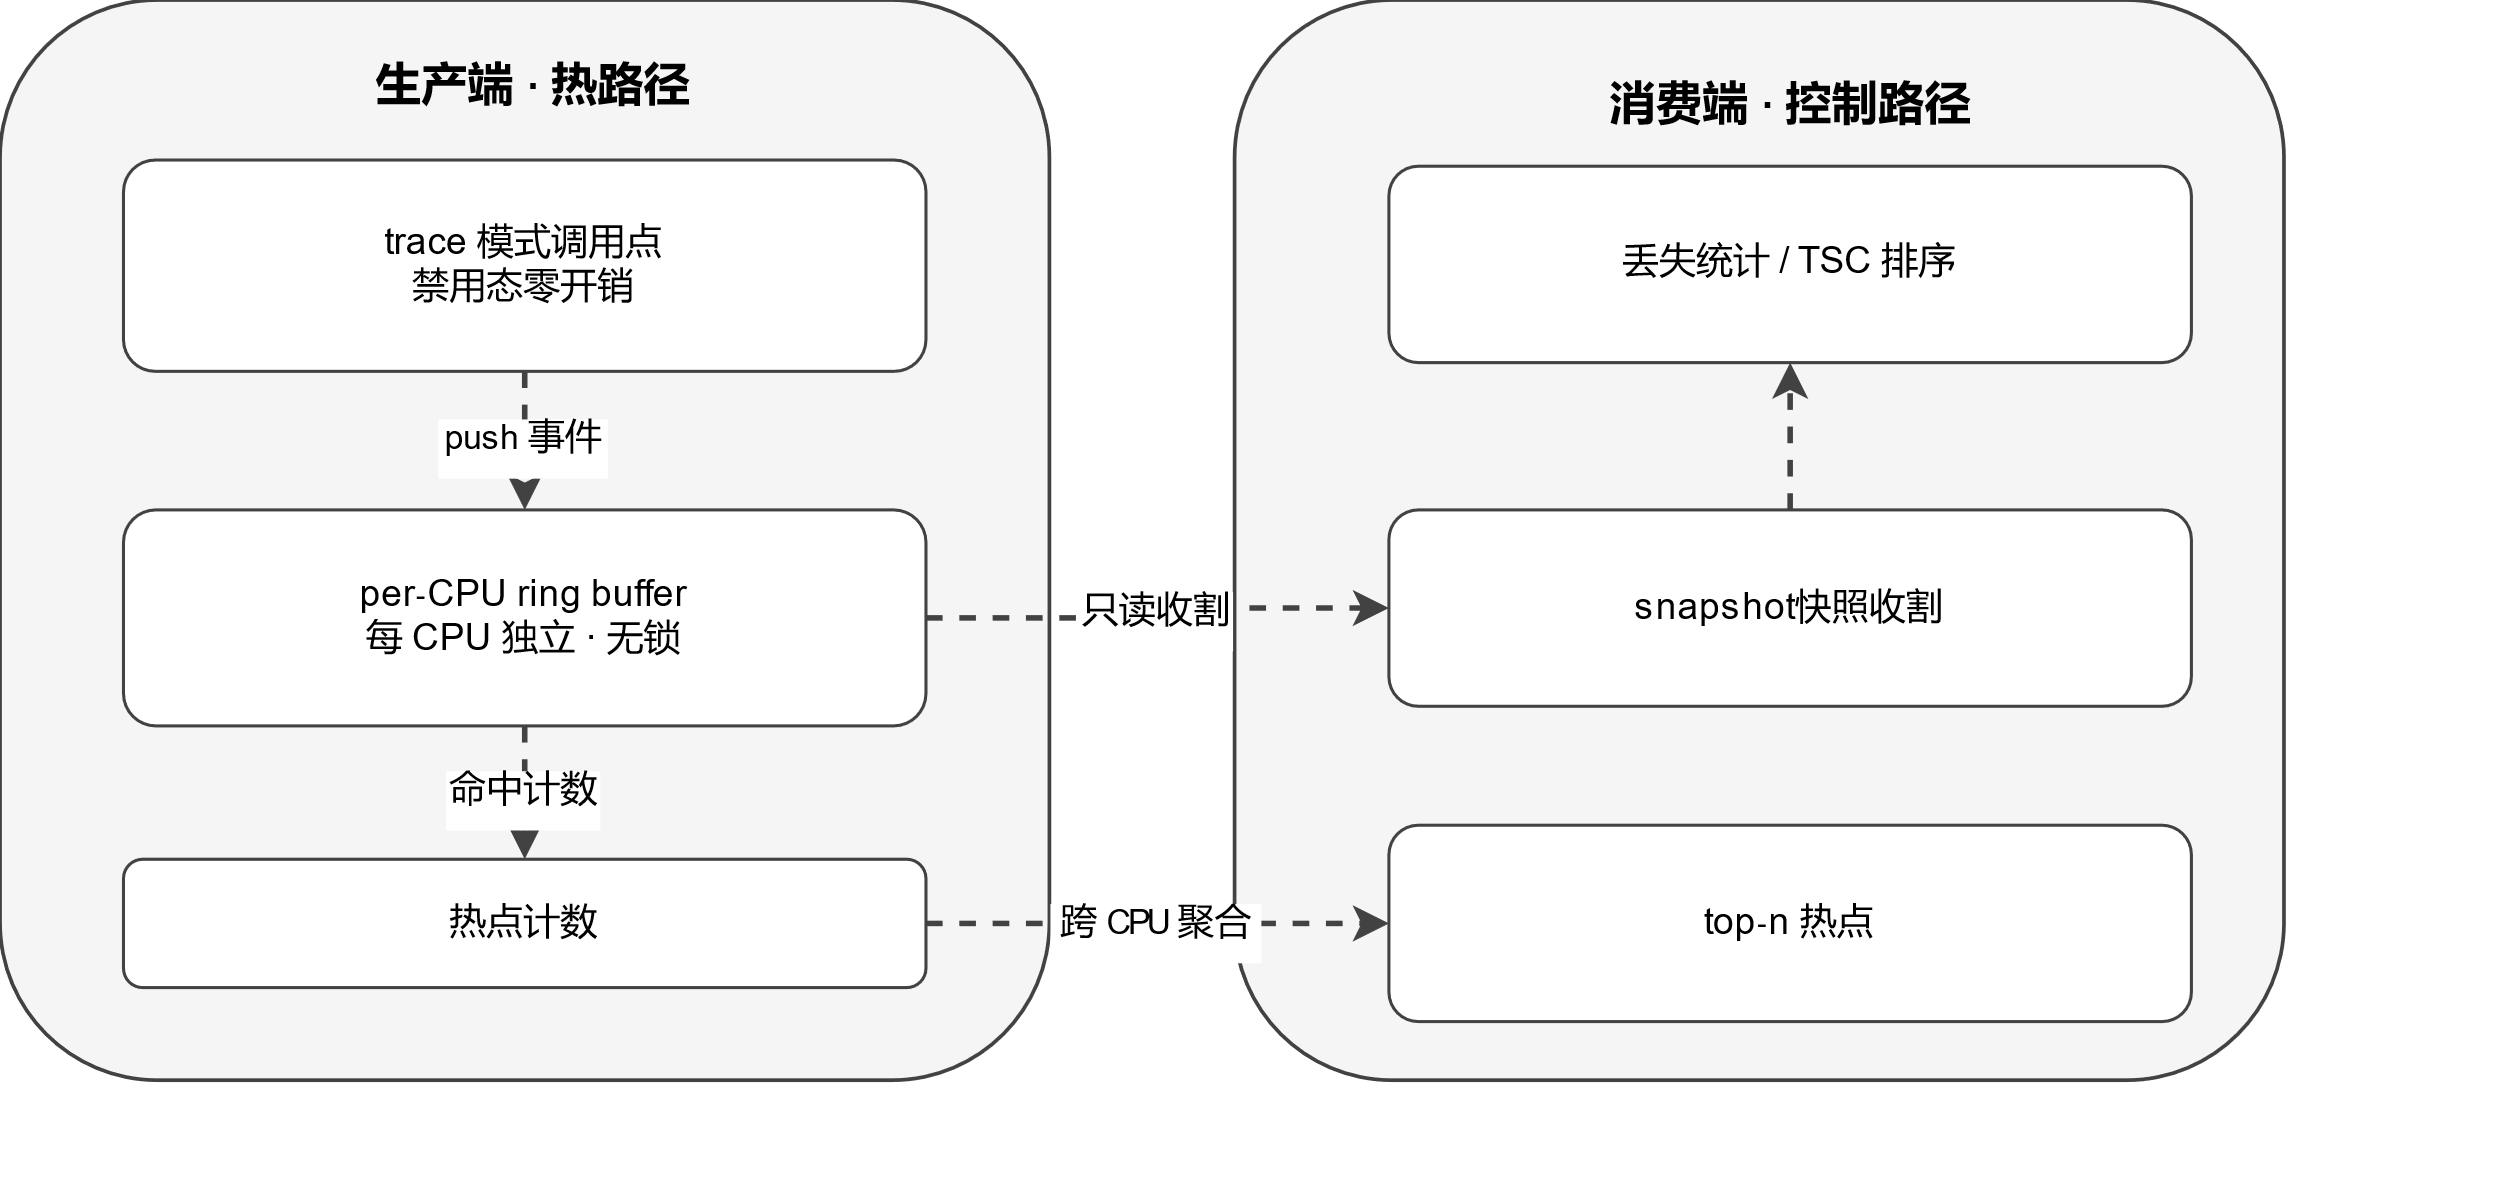 生产端 · 热路径
trace 模式调用点
禁用态零开销
push 事件
per-CPU ring buffer
每 CPU 独立 · 无锁
命中计数
热点计数
只读收割
跨 CPU 聚合
消费端 · 控制路径
丢失统计 / TSC 排序
snapshot快照收割
top-n 热点